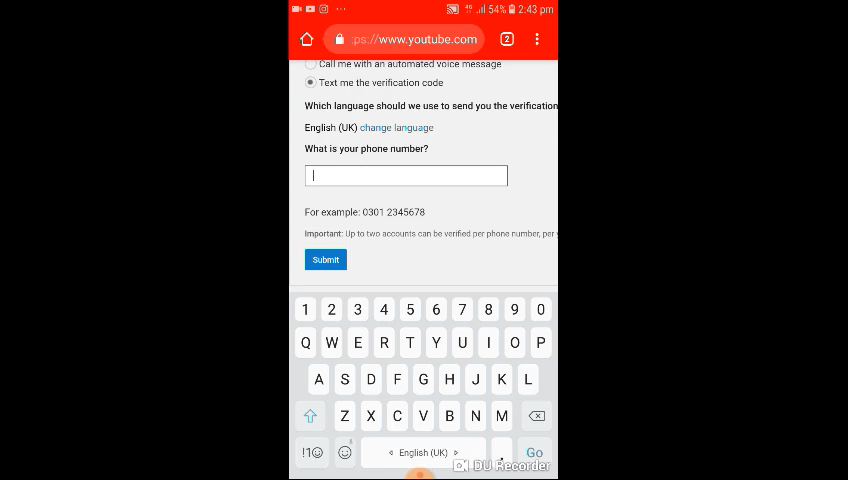 4G 54% 2:43 pm
ps://www.youtube.com 2
Call me with an automated voice message
Text me the verification code
Which language should we use to send you the verification
English (UK) change language
What is your phone number?
For example: 0301 2345678
Important: Up to two accounts can be verified per phone number, per y
Submit
1 2 3 4 5 6 7 8 9 0
Q W E R T Y U I O P
A S D F G H J K L
Z X C V B N M
!1☺ English (UK) . Go
DU Recorder